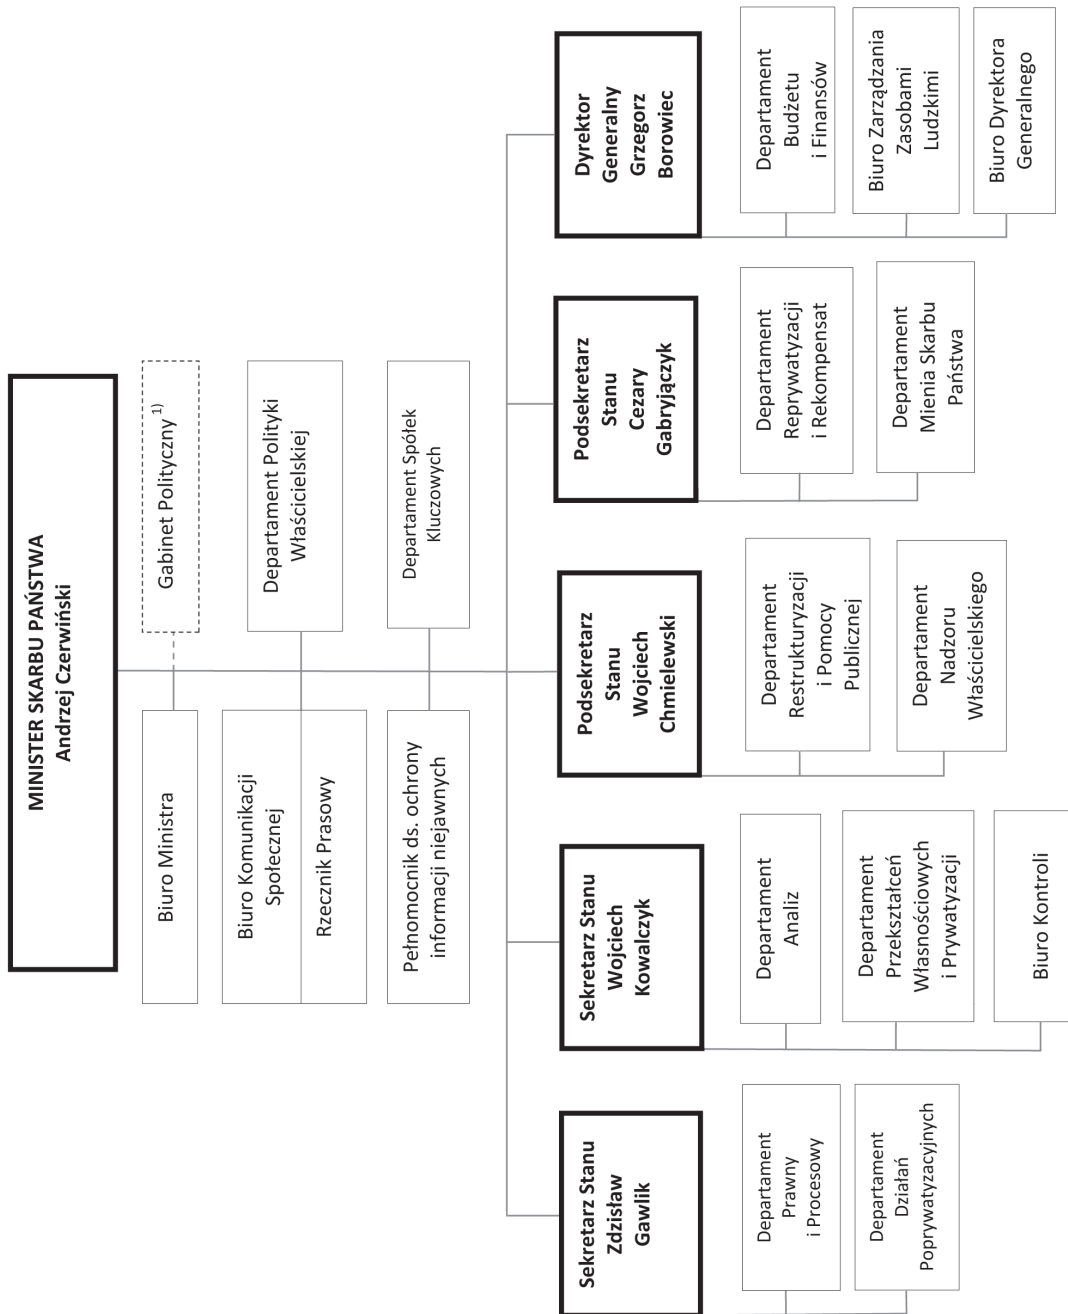 MINISTER SKARBU PAŃSTWA
Andrzej Czerwiński
Biuro Ministra
Gabinet Polityczny 1)
Biuro Komunikacji
Społecznej
Rzecznik Prasowy
Departament Polityki
Właścicielskiej
Pełnomocnik ds. ochrony
informacji niejawnych
Departament Spółek
Kluczowych
Sekretarz Stanu
Zdzisław
Gawlik
Departament
Prawny
i Procesowy
Departament
Działań
Poprywatyzacyjnych
Sekretarz Stanu
Wojciech
Kowalczyk
Departament
Analiz
Departament
Przekształceń
Własnościowych
i Prywatyzacji
Biuro Kontroli
Podsekretarz
Stanu
Wojciech
Chmielewski
Departament
Restrukturyzacji
i Pomocy
Publicznej
Departament
Nadzoru
Właścicielskiego
Podsekretarz
Stanu
Cezary
Gabryjączyk
Departament
Reprywatyzacji
i Rekompensat
Departament
Mienia Skarbu
Państwa
Dyrektor
Generalny
Grzegorz
Borowiec
Departament
Budżetu
i Finansów
Biuro Zarządzania
Zasobami
Ludzkimi
Biuro Dyrektora
Generalnego